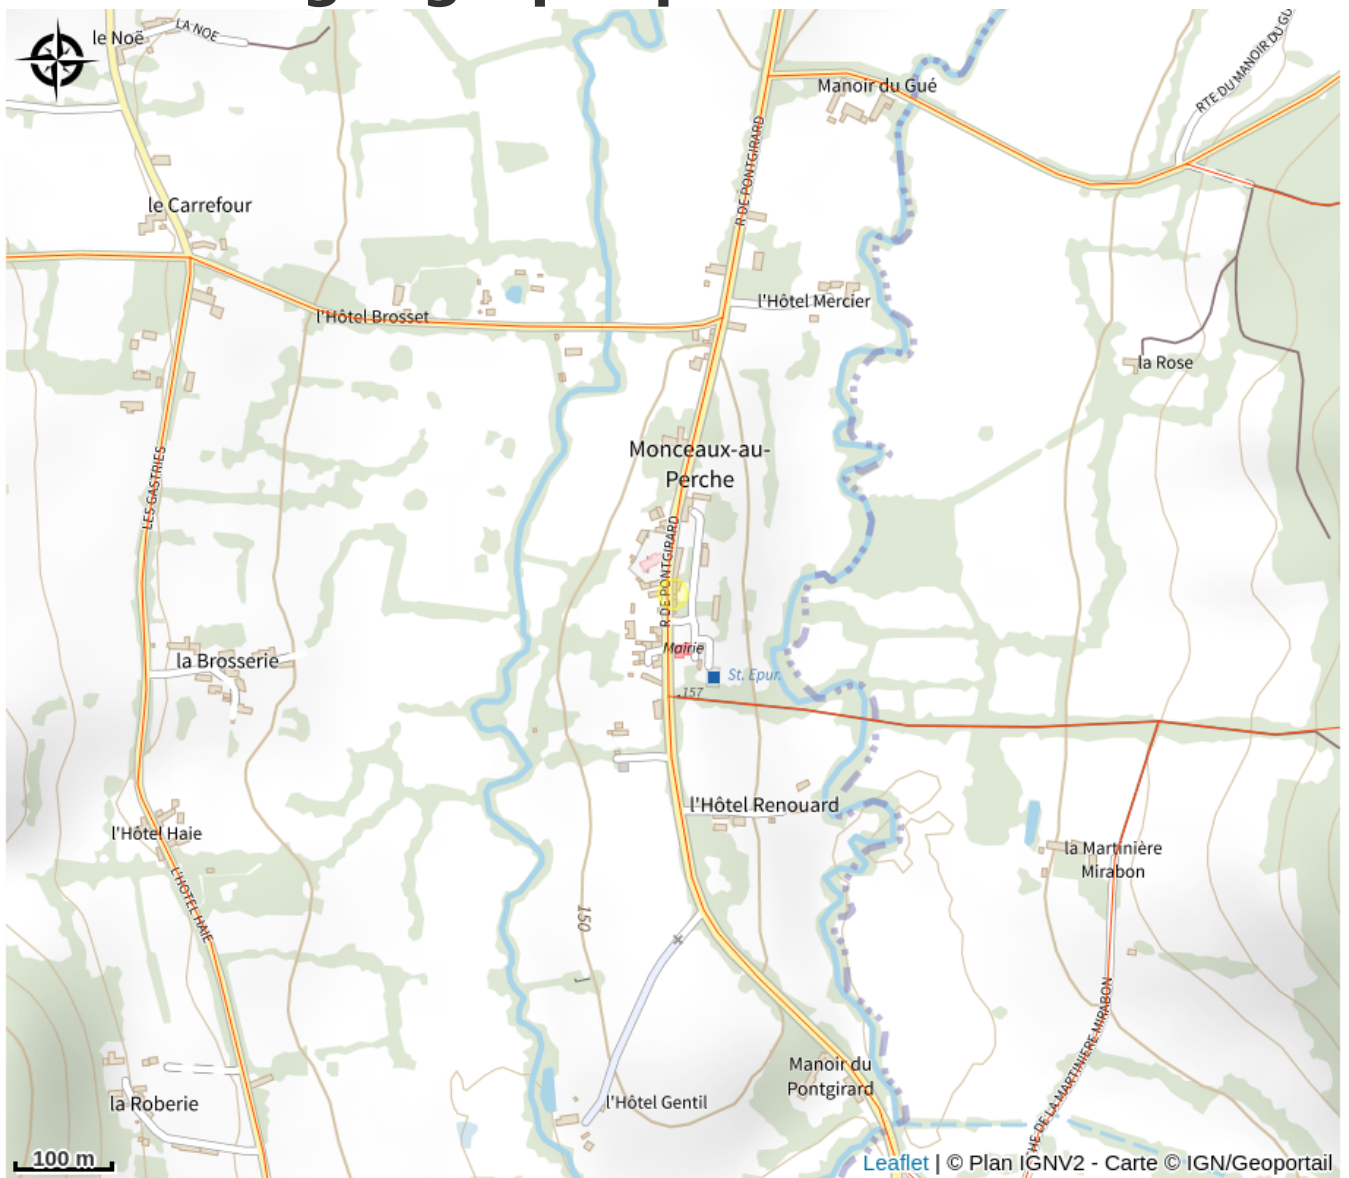 le Noë
LA NOE
Manoir du Gué
RTE DU MANOIR DU GU
R DE PONTGIRARD
le Carrefour
l'Hôtel Mercier
l'Hôtel Brosset
la Rose
Monceaux-au-
Perche
LES GASTRIES
R DE PONTGIRARD
Mairie
la Brosserie
St. Epur.
157
l'Hôtel Renouard
l'Hôtel Haie
la Martinière
Mirabon
L'HOTEL HAIE
150
HE DE LA MARTINIERE MIRABON
Manoir du
Pontgirard
la Roberie
l'Hôtel Gentil
100 m
Leaflet | © Plan IGNV2 - Carte © IGN/Geoportail